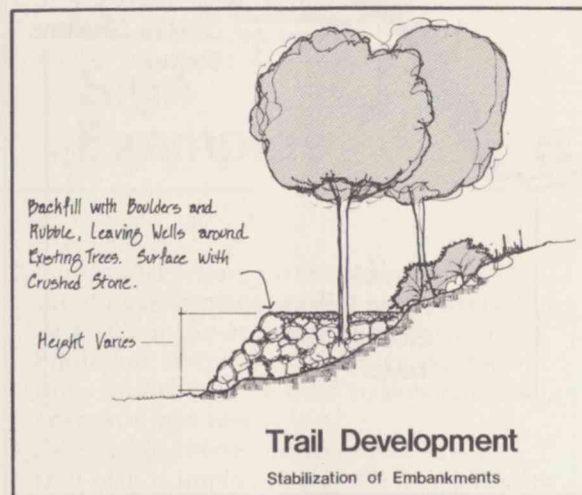 Backfill with Boulders and
Rubble, Leaving Wells around
Existing Trees. Surface with
Crushed Stone.
Height Varies
Trail Development
Stabilization of Embankments